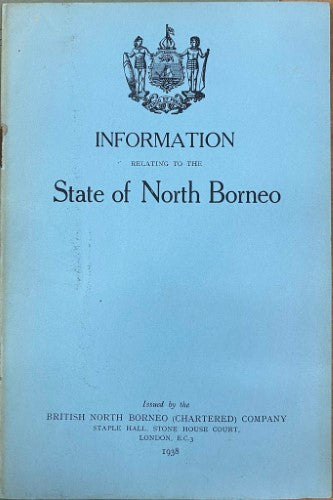 INFORMATION
RELATING TO THE
State of North Borneo
Issued by the
BRITISH NORTH BORNEO (CHARTERED) COMPANY
STAPLE HALL, STONE HOUSE COURT,
LONDON, E.C.3
1938